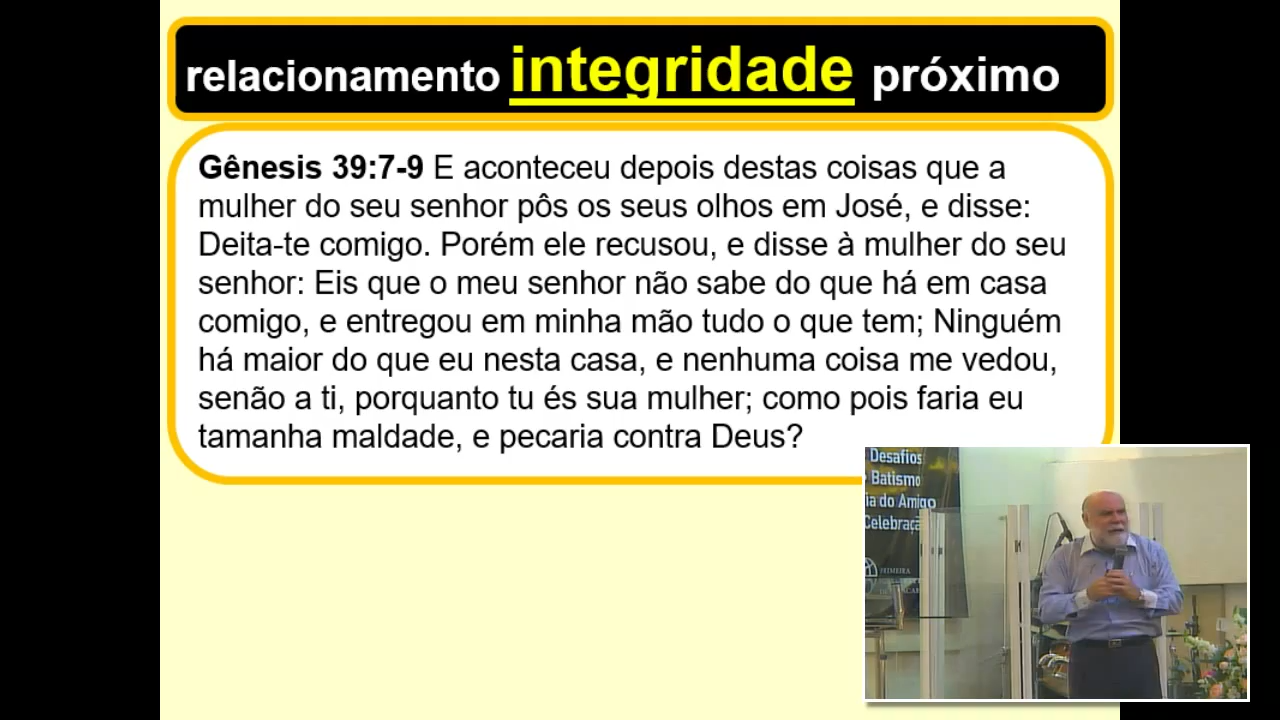 relacionamento integridade próximo
Gênesis 39:7-9 E aconteceu depois destas coisas que a
mulher do seu senhor pôs os seus olhos em José, e disse:
Deita-te comigo. Porém ele recusou, e disse à mulher do seu
senhor: Eis que o meu senhor não sabe do que há em casa
comigo, e entregou em minha mão tudo o que tem; Ninguém
há maior do que eu nesta casa, e nenhuma coisa me vedou,
senão a ti, porquanto tu és sua mulher; como pois faria eu
tamanha maldade, e pecaria contra Deus?
Desafios
Batismo
ia do Amigo
Celebraçã
PRIMEIRA